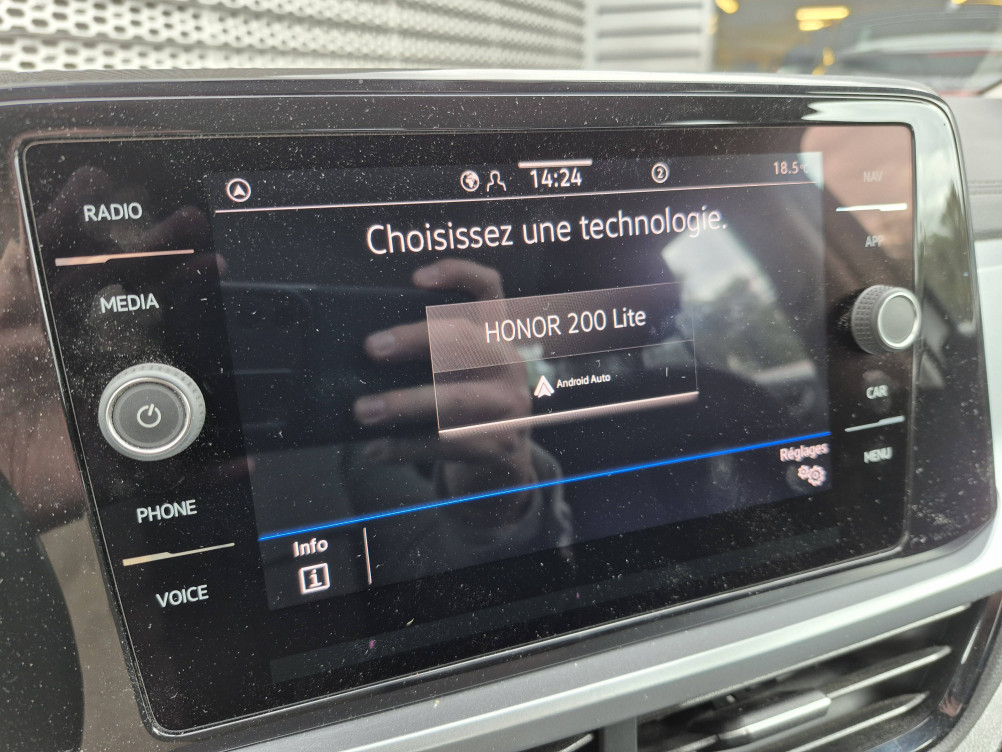 RADIO
MEDIA
PHONE
VOICE
14:24
2
18.5°C
Choisissez une technologie.
HONOR 200 Lite
Android Auto
Réglages
Info
i
NAV
APP
CAR
MENU